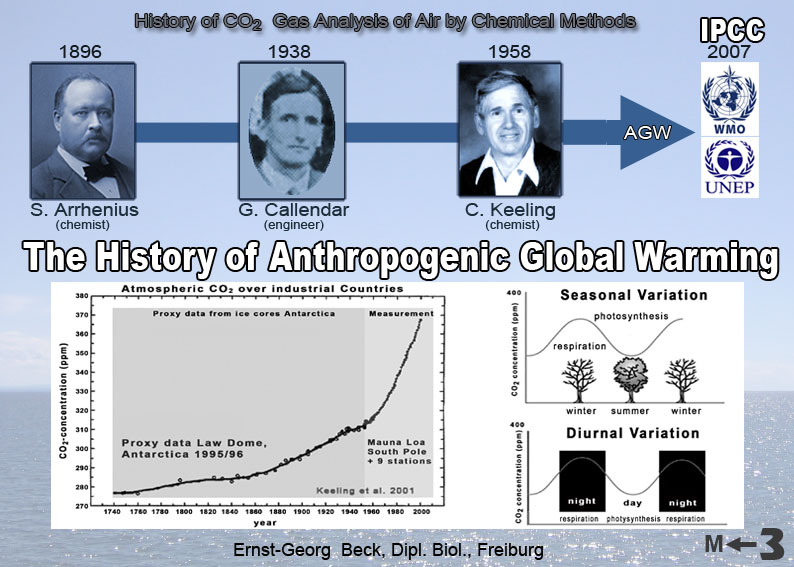 History of CO2 Gas Analysis of Air by Chemical Methods
IPCC
1896
1938
1958
2007
AGW
WMO
UNEP
S. Arrhenius
(chemist)
G. Callendar
(engineer)
C. Keeling
(chemist)
The History of Anthropogenic Global Warming
Atmospheric CO2 over industrial Countries
Proxy data from ice cores Antarctica
Measurement
CO2-concentration (ppm)
380
370
360
350
340
330
320
310
300
290
280
270
Proxy data Law Dome,
Antarctica 1995/96
Mauna Loa
South Pole
+ 9 stations
Keeling et al. 2001
1740 1760 1780 1800 1820 1840 1860 1880 1900 1920 1940 1960 1980 2000
year
Seasonal Variation
400
CO2 concentration (ppm)
photosynthesis
respiration
winter summer winter
Diurnal Variation
400
CO2 concentration (ppm)
night day night
respiration photysynthesis respiration
Ernst-Georg Beck, Dipl. Biol., Freiburg
M 3